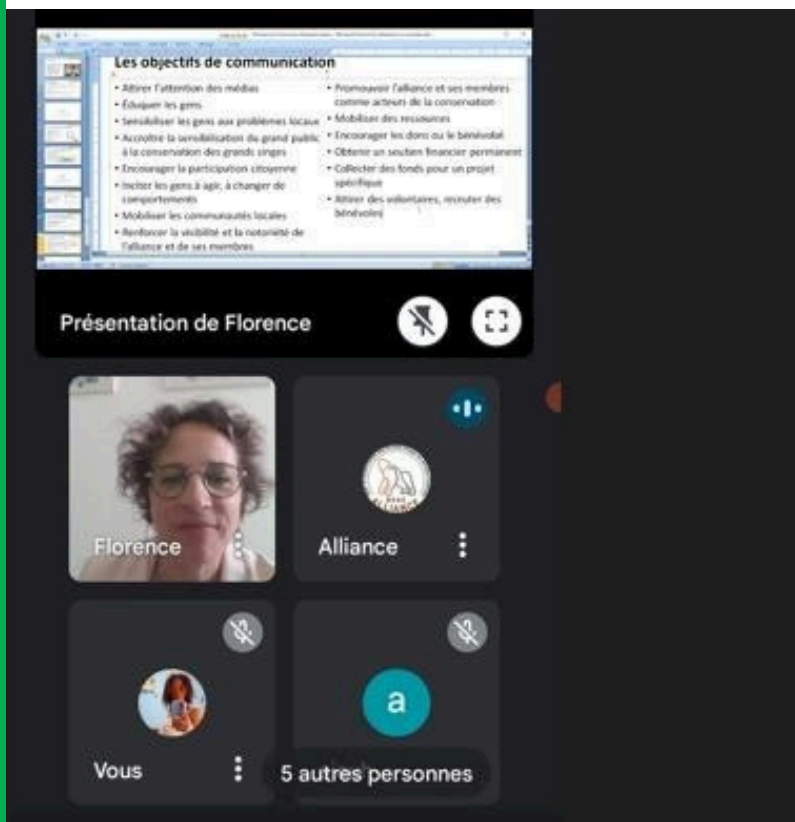 Les objectifs de communication
• Attirer l'attention des médias
• Éduquer les gens
• Sensibiliser les gens aux problèmes locaux
• Accroître la sensibilisation du grand public
à la conservation des grands singes
• Encourager la participation citoyenne
• Inciter les gens à agir, à changer de
comportements
• Mobiliser les communautés locales
• Renforcer la visibilité et la notoriété de
l'alliance et de ses membres
• Promouvoir l'alliance et ses membres
comme acteurs de la conservation
• Mobiliser des ressources
• Encourager les dons ou le bénévolat
• Obtenir un soutien financier permanent
• Collecter des fonds pour un projet
spécifique
• Attirer des volontaires, recruter des
bénévoles
Présentation de Florence
Florence
ALLIANCE
Alliance
Vous
a
5 autres personnes